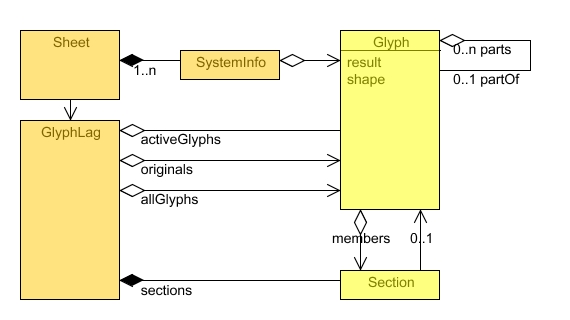 Sheet
1..n
SystemInfo
Glyph
result
shape
0..n parts
0..1 partOf
GlyphLag
activeGlyphs
originals
allGlyphs
members
0..1
sections
Section